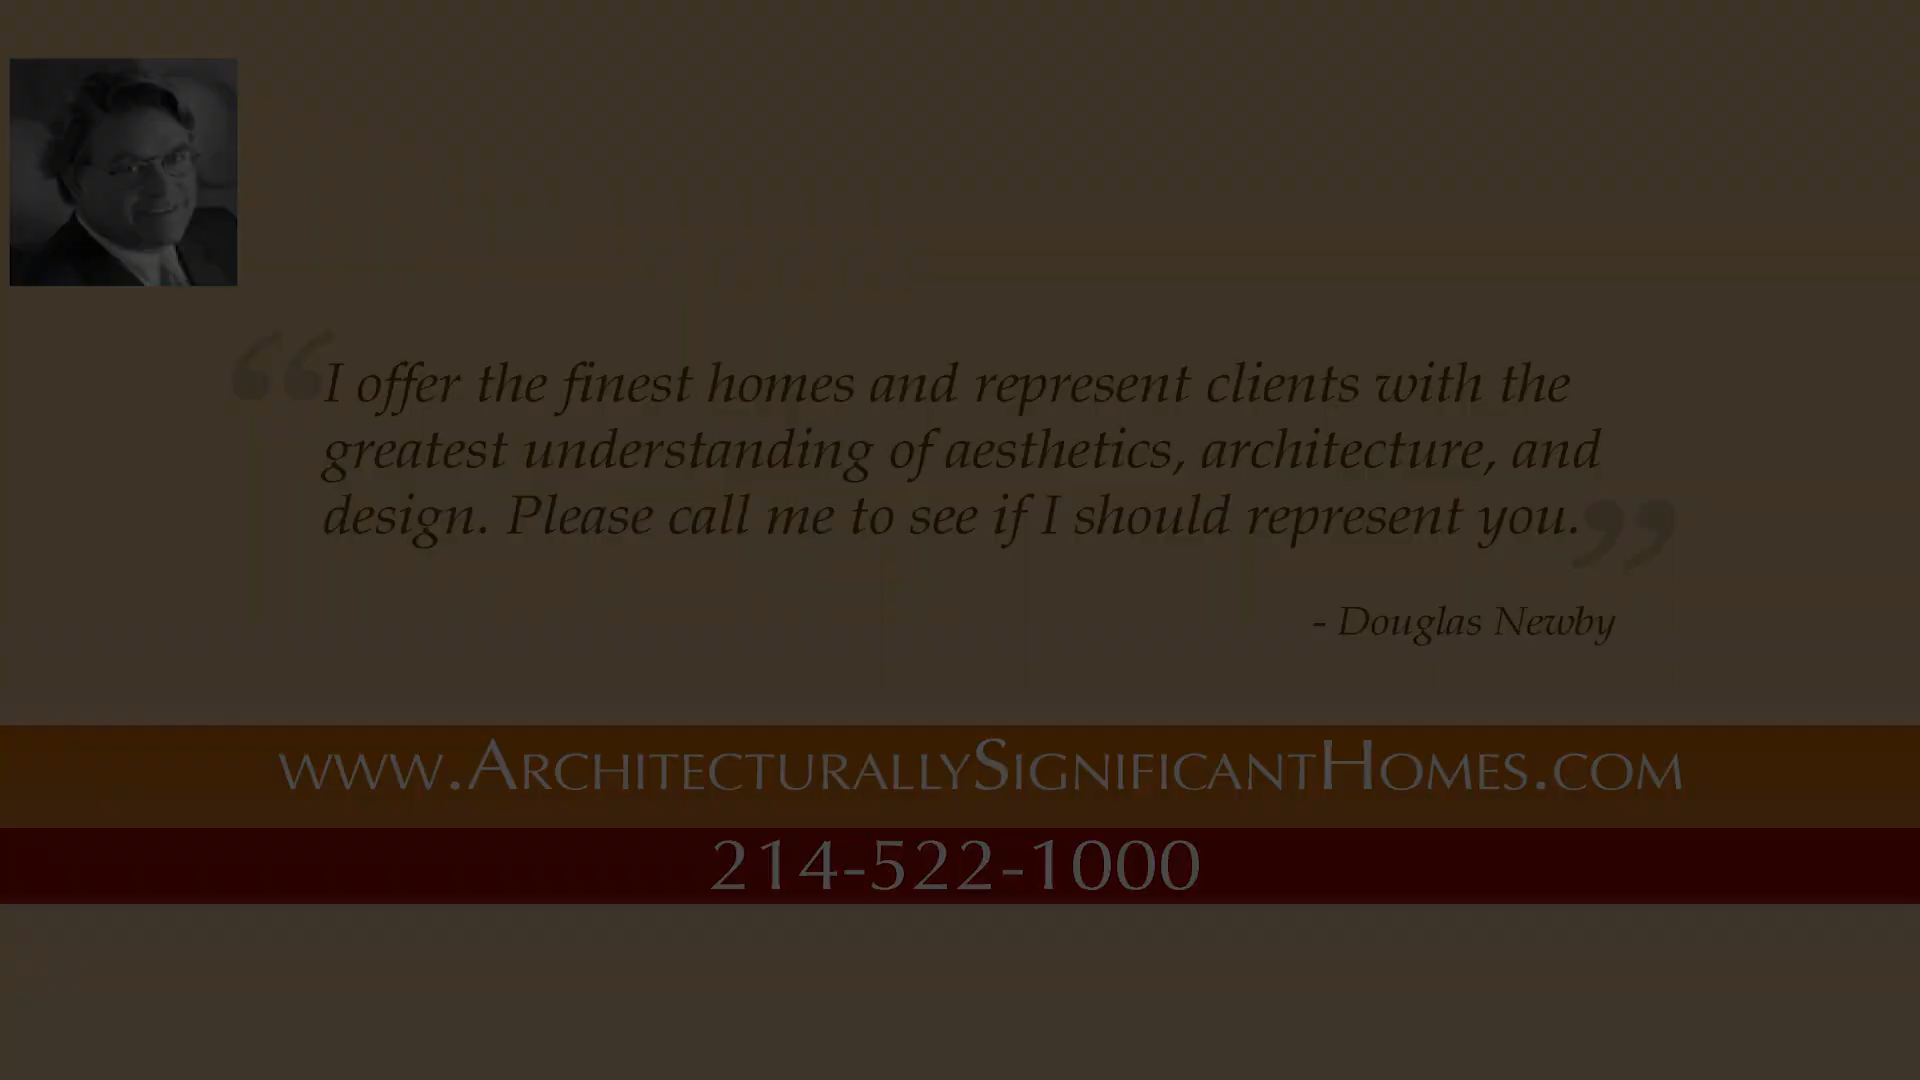 “I offer the finest homes and represent clients with the
greatest understanding of aesthetics, architecture, and
design. Please call me to see if I should represent you.”
- Douglas Newby
www.ArchitecturallySignificantHomes.com
214-522-1000